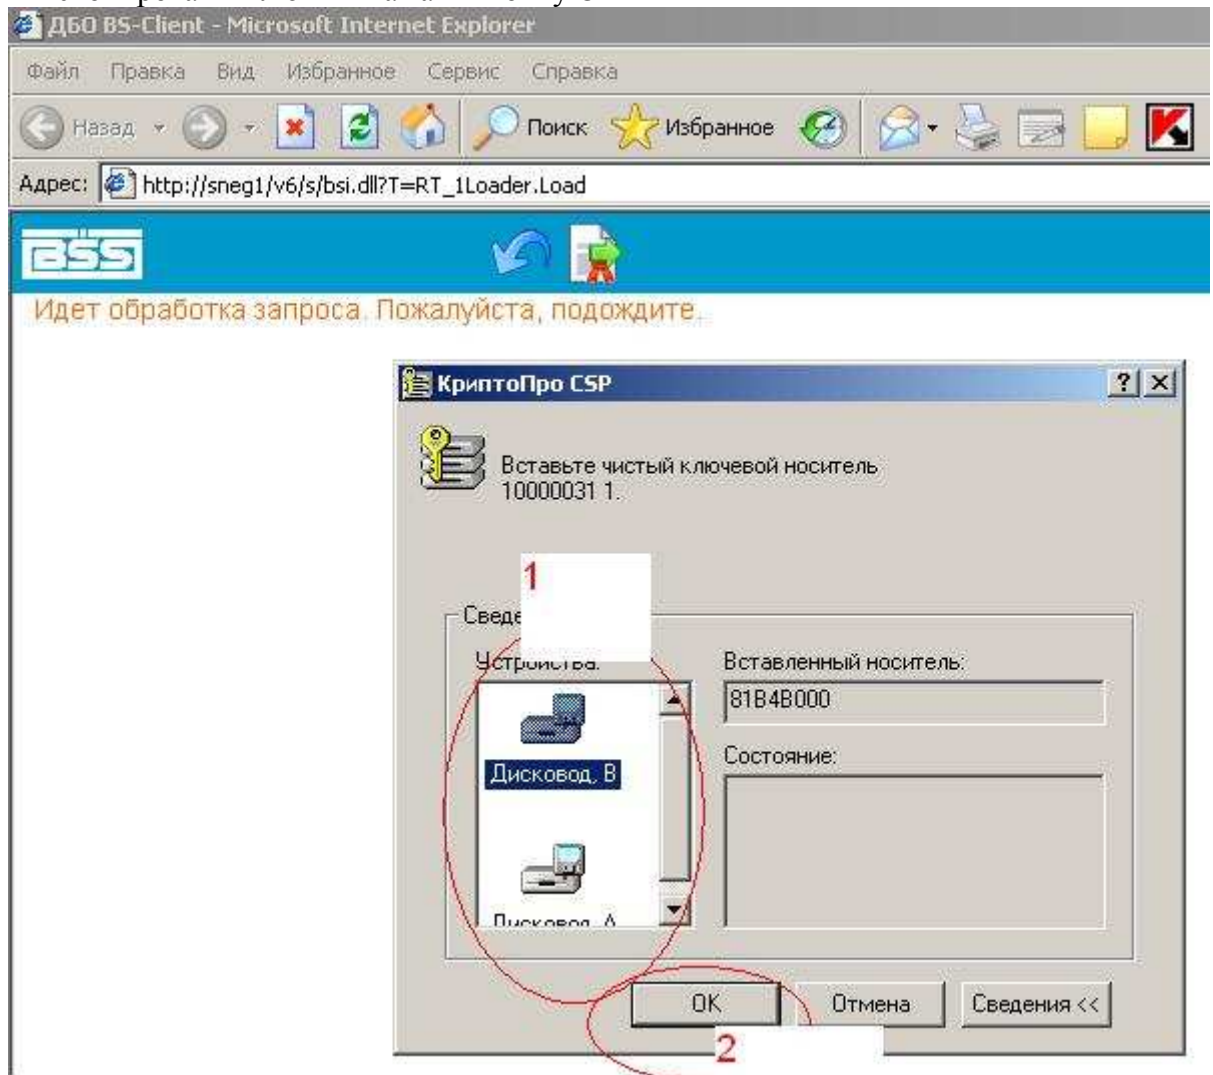 ДБО BS-Client - Microsoft Internet Explorer
Файл Правка Вид Избранное Сервис Справка
Назад Поиск Избранное
Адрес: http://sneg1/v6/s/bsi.dll?T=RT_1Loader.Load
BSS
Идет обработка запроса. Пожалуйста, подождите.
КриптоПро CSP
Вставьте чистый ключевой носитель
10000031 1.
1
Устройства: Вставленный носитель:
81B4B000
Дисковод, B
Состояние:
Дисковод, A
OK Отмена Сведения <<
2